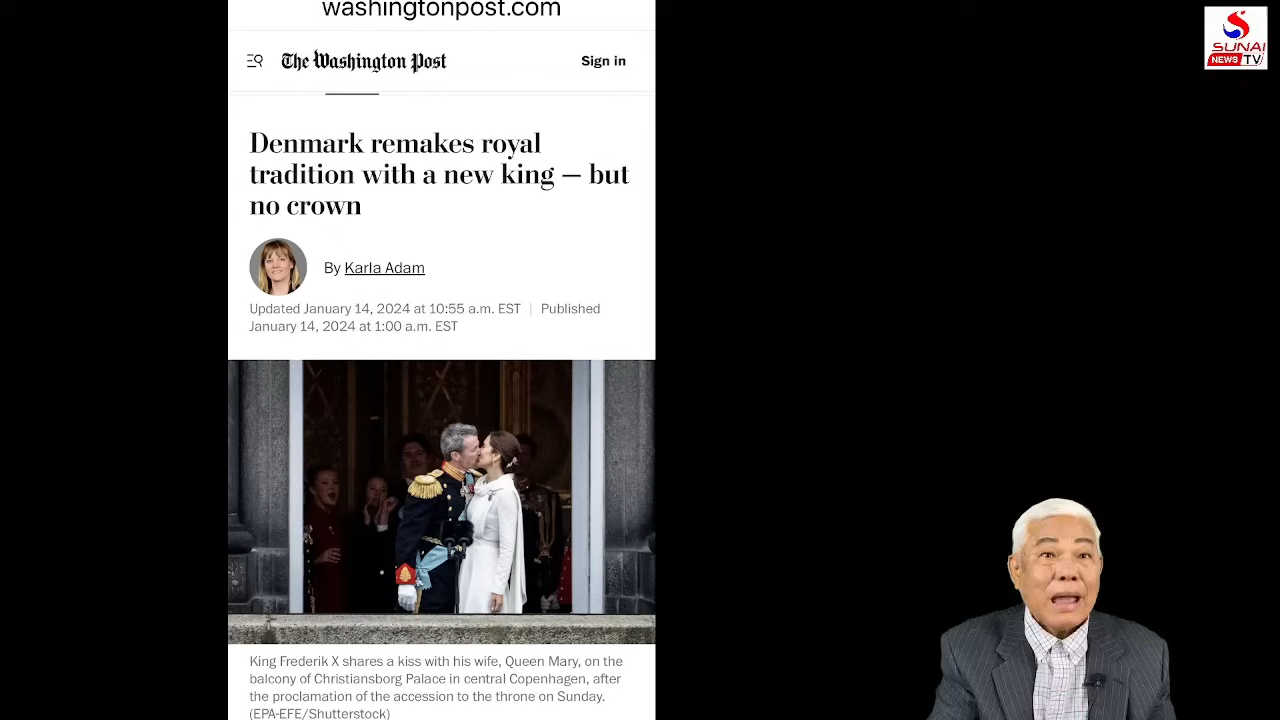 washingtonpost.com
The Washington Post
Sign in
Denmark remakes royal
tradition with a new king — but
no crown
By Karla Adam
Updated January 14, 2024 at 10:55 a.m. EST | Published
January 14, 2024 at 1:00 a.m. EST
King Frederik X shares a kiss with his wife, Queen Mary, on the
balcony of Christiansborg Palace in central Copenhagen, after
the proclamation of the accession to the throne on Sunday.
(EPA-EFE/Shutterstock)
SUNAI
NEWS TV